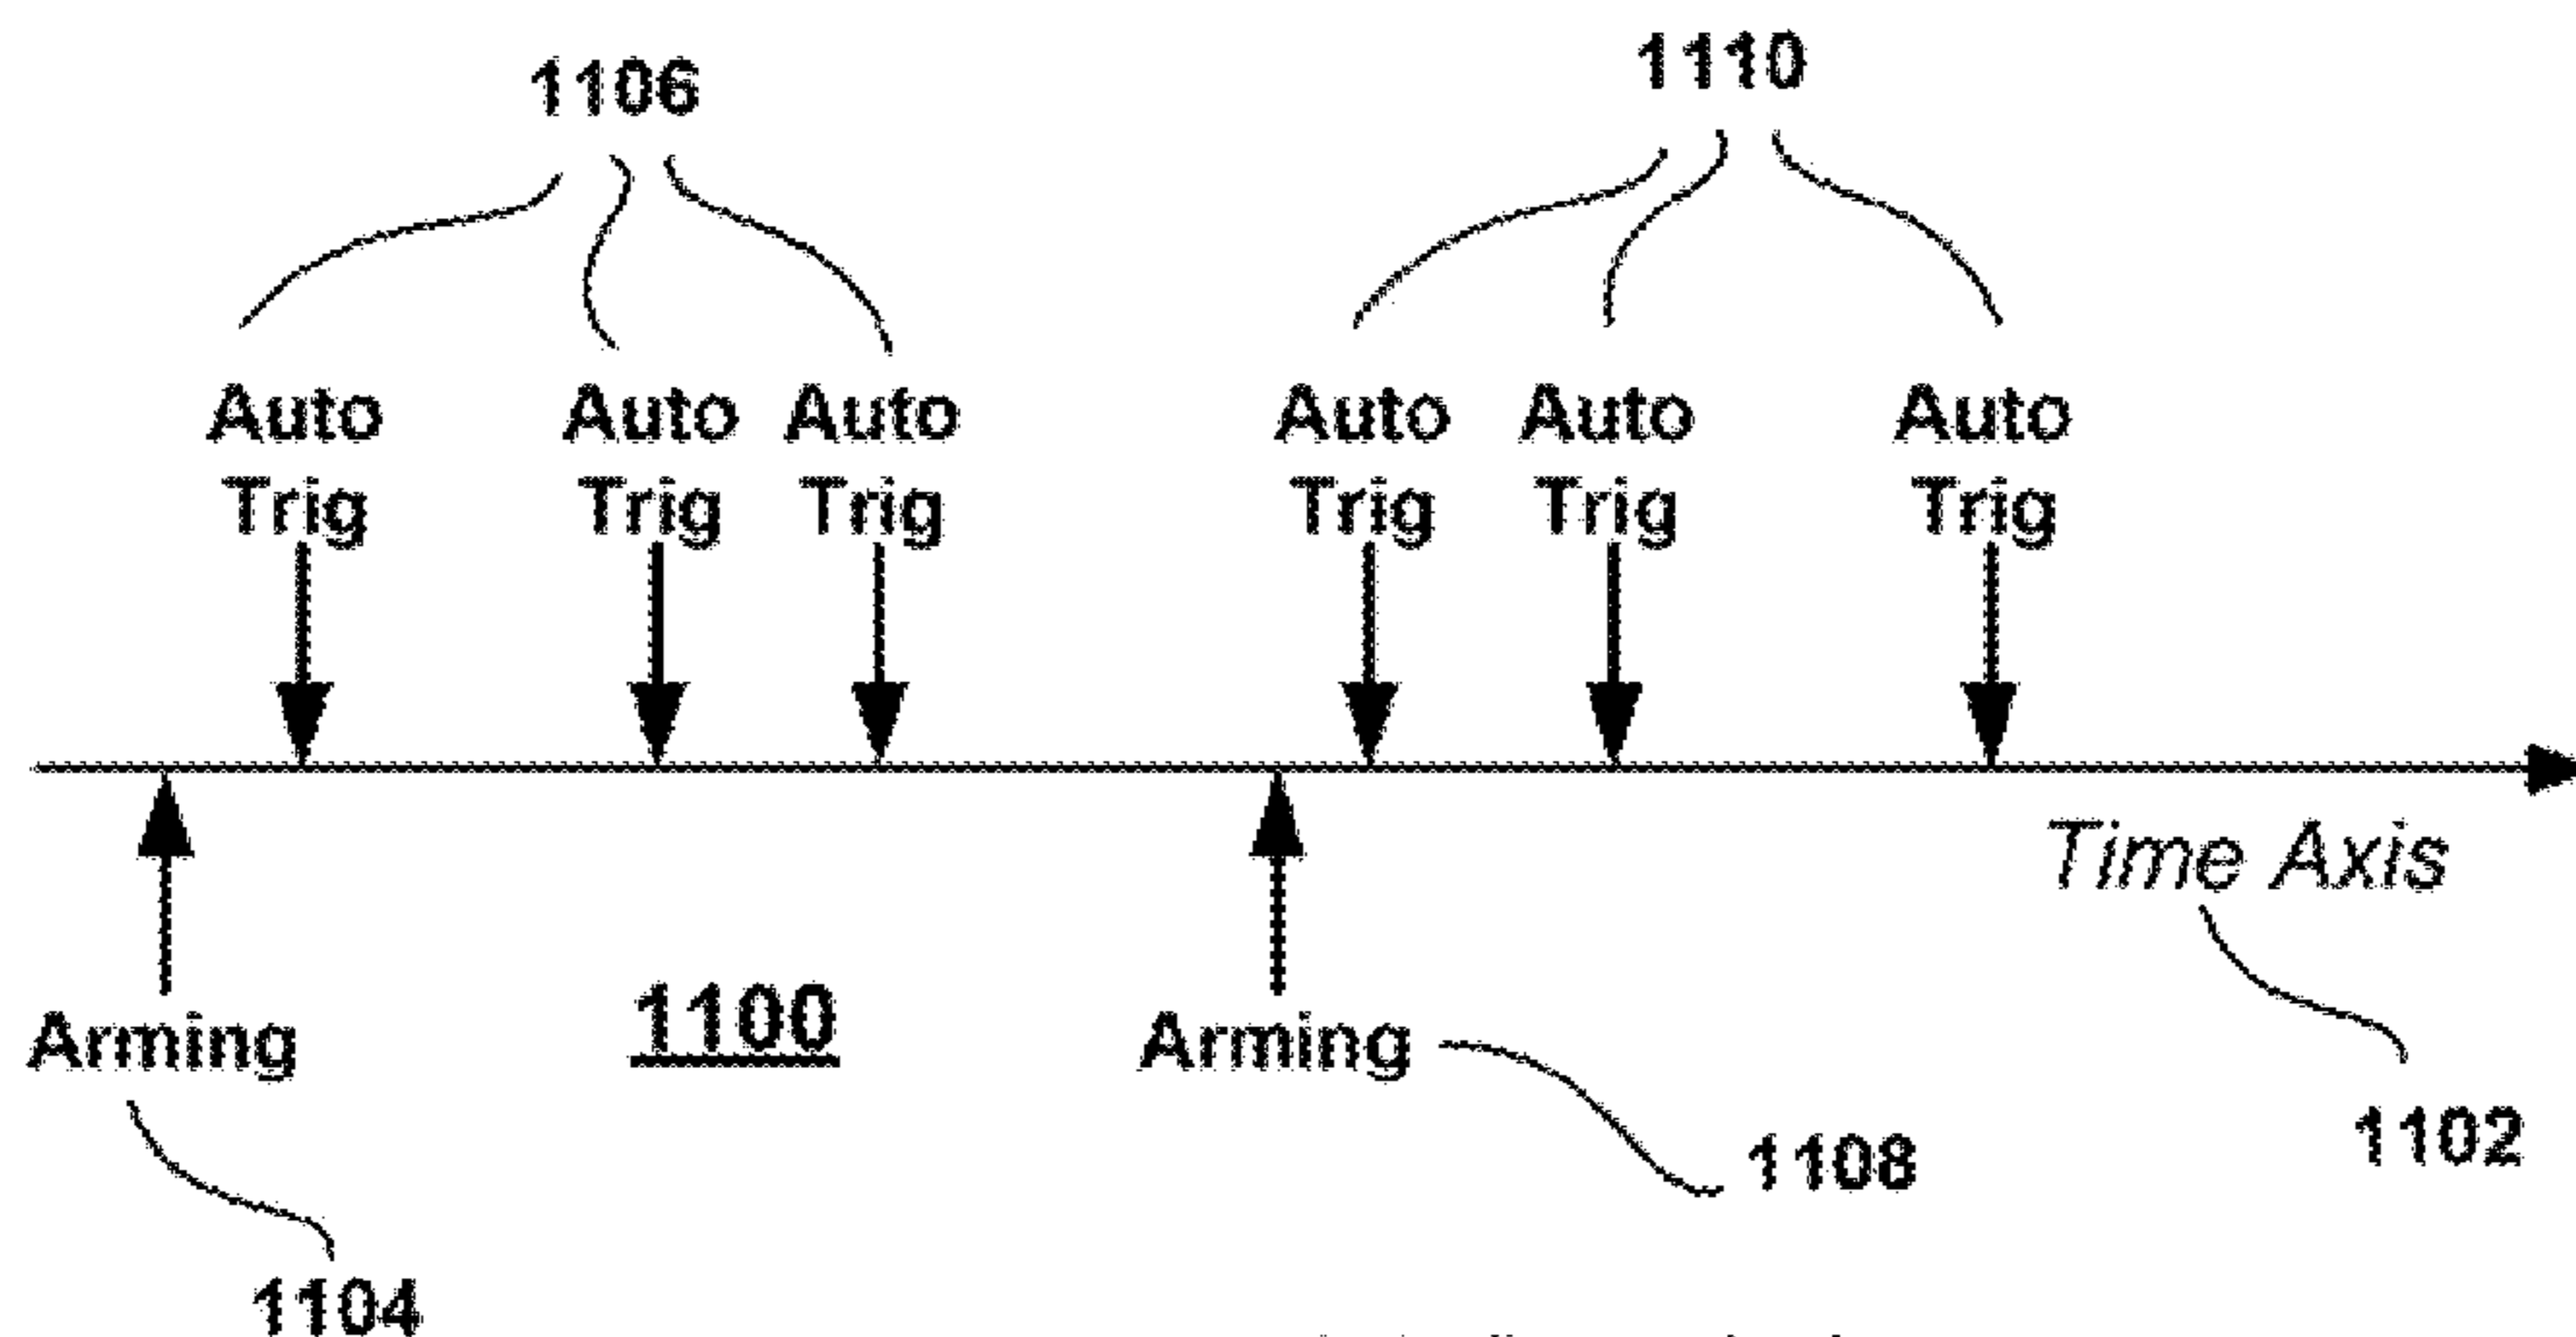 1106
1110
Auto Auto Auto Auto Auto Auto
Trig Trig Trig Trig Trig Trig
Time Axis
Arming 1100 Arming
1108 1102
1104